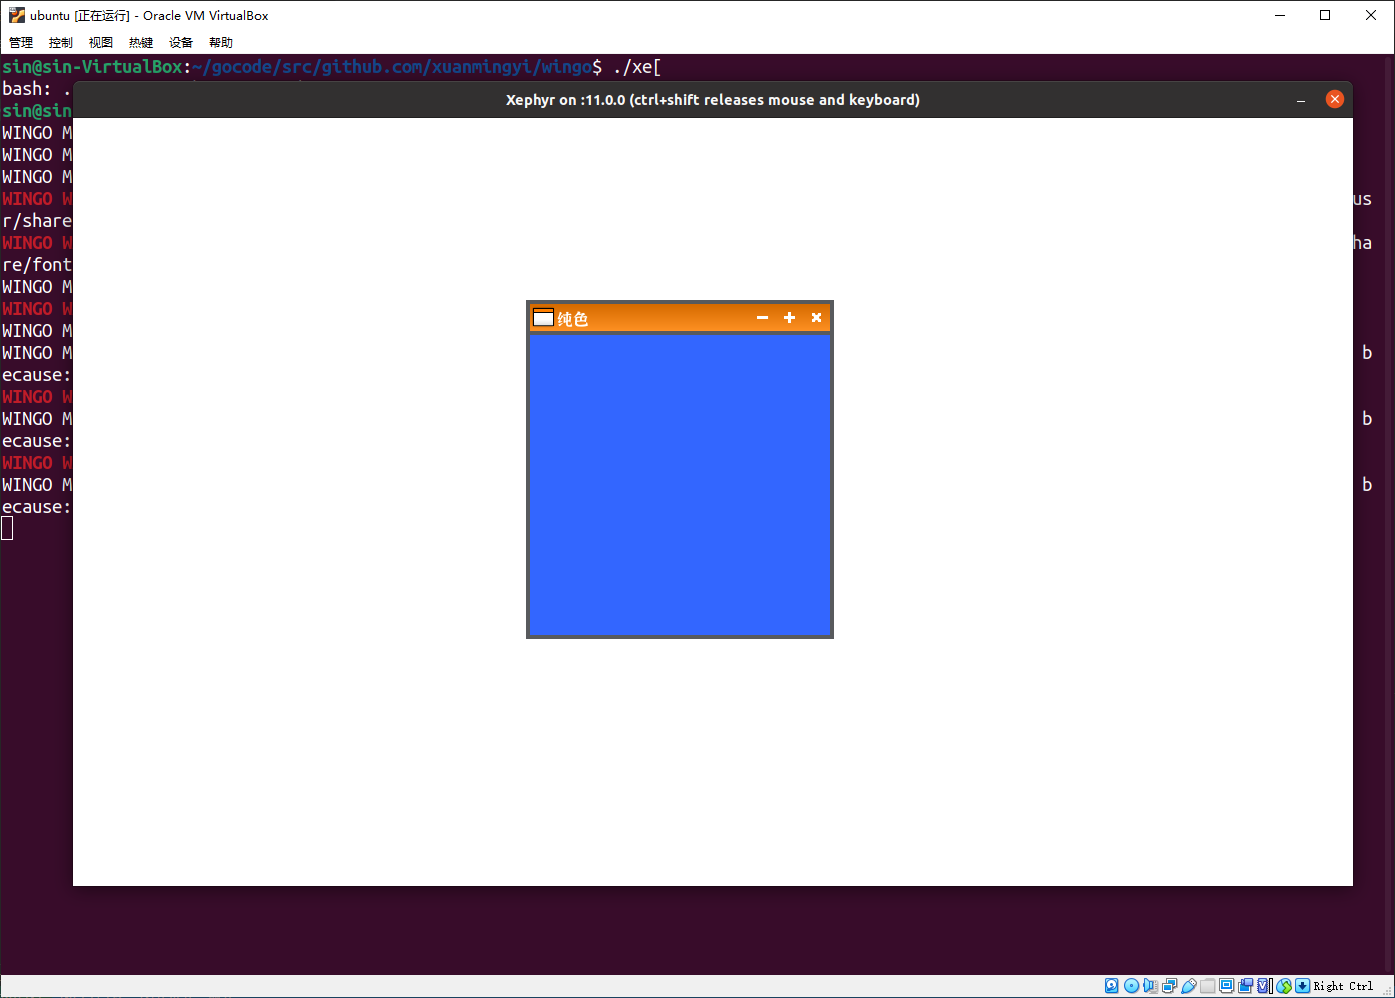 ubuntu [正在运行] - Oracle VM VirtualBox
管理 控制 视图 热键 设备 帮助
sin@sin-VirtualBox:~/gocode/src/github.com/xuanmingyi/wingo$ ./xe[
bash: .
Xephyr on :11.0.0 (ctrl+shift releases mouse and keyboard)
sin@sin
WINGO M
WINGO M
WINGO M
WINGO W us
r/share
WINGO W ha
re/font
WINGO M
WINGO W
纯色
WINGO M
WINGO M b
ecause:
WINGO W
WINGO M b
ecause:
WINGO W
WINGO M b
ecause:
Right Ctrl